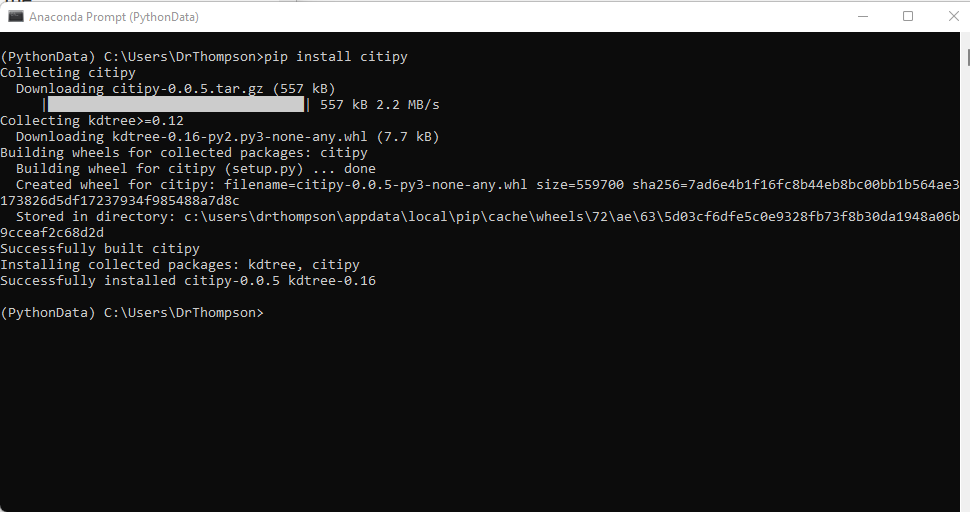 Anaconda Prompt (PythonData)
(PythonData) C:\Users\DrThompson>pip install citipy
Collecting citipy
  Downloading citipy-0.0.5.tar.gz (557 kB)
     |████████████████████████████████| 557 kB 2.2 MB/s
Collecting kdtree>=0.12
  Downloading kdtree-0.16-py2.py3-none-any.whl (7.7 kB)
Building wheels for collected packages: citipy
  Building wheel for citipy (setup.py) ... done
  Created wheel for citipy: filename=citipy-0.0.5-py3-none-any.whl size=559700 sha256=7ad6e4b1f16fc8b44eb8bc00bb1b564ae3
173826d5df17237934f985488a7d8c
  Stored in directory: c:\users\drthompson\appdata\local\pip\cache\wheels\72\ae\63\5d03cf6dfe5c0e9328fb73f8b30da1948a06b
9cceaf2c68d2d
Successfully built citipy
Installing collected packages: kdtree, citipy
Successfully installed citipy-0.0.5 kdtree-0.16
(PythonData) C:\Users\DrThompson>